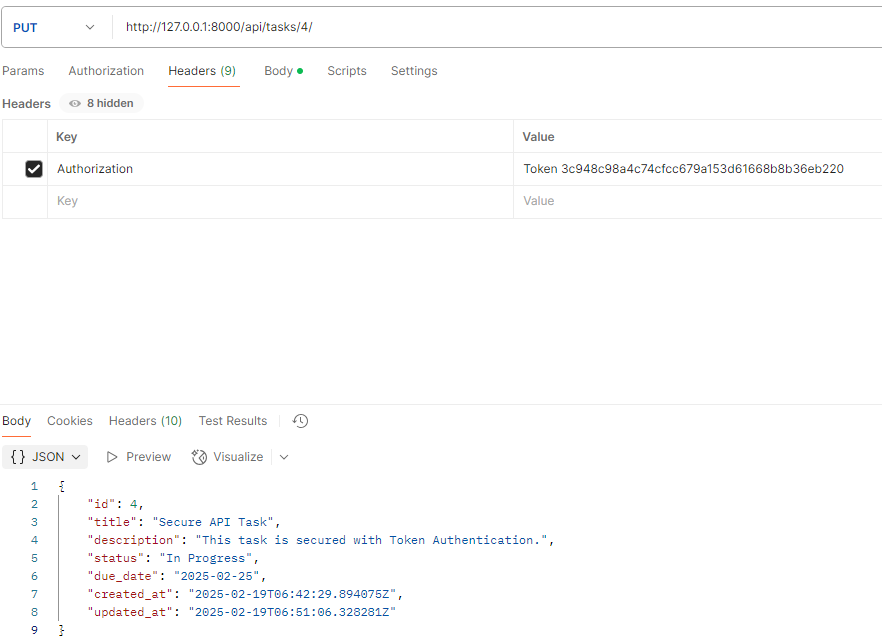 PUT http://127.0.0.1:8000/api/tasks/4/
Params Authorization Headers (9) Body Scripts Settings
Headers 8 hidden
Key Value
Authorization Token 3c948c98a4c74cfcc679a153d61668b8b36eb220
Key Value
Body Cookies Headers (10) Test Results
{} JSON Preview Visualize
1 {
2 "id": 4,
3 "title": "Secure API Task",
4 "description": "This task is secured with Token Authentication.",
5 "status": "In Progress",
6 "due_date": "2025-02-25",
7 "created_at": "2025-02-19T06:42:29.894075Z",
8 "updated_at": "2025-02-19T06:51:06.328281Z"
9 }